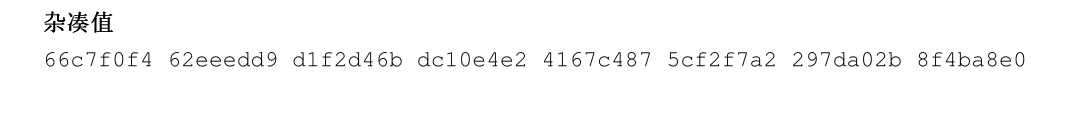 杂凑值
66c7f0f4 62eeedd9 d1f2d46b dc10e4e2 4167c487 5cf2f7a2 297da02b 8f4ba8e0